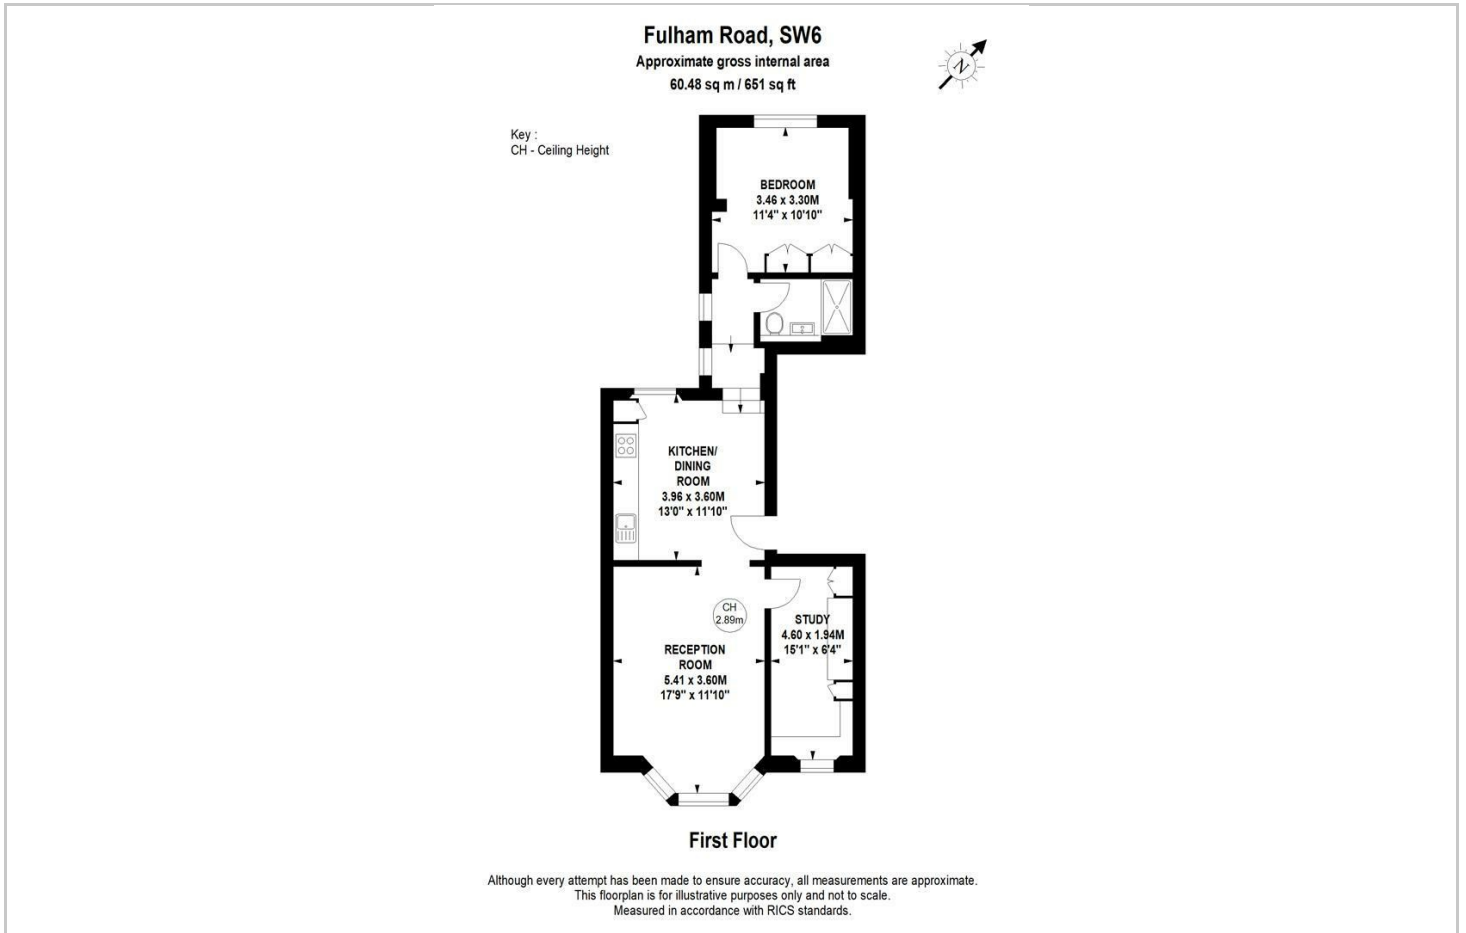 Fulham Road, SW6
Approximate gross internal area
60.48 sq m / 651 sq ft
N
Key :
CH - Ceiling Height
BEDROOM
3.46 x 3.30M
11'4" x 10'10"
KITCHEN/
DINING
ROOM
3.96 x 3.60M
13'0" x 11'10"
CH
2.89m
STUDY
4.60 x 1.94M
15'1" x 6'4"
RECEPTION
ROOM
5.41 x 3.60M
17'9" x 11'10"
First Floor
Although every attempt has been made to ensure accuracy, all measurements are approximate.
This floorplan is for illustrative purposes only and not to scale.
Measured in accordance with RICS standards.